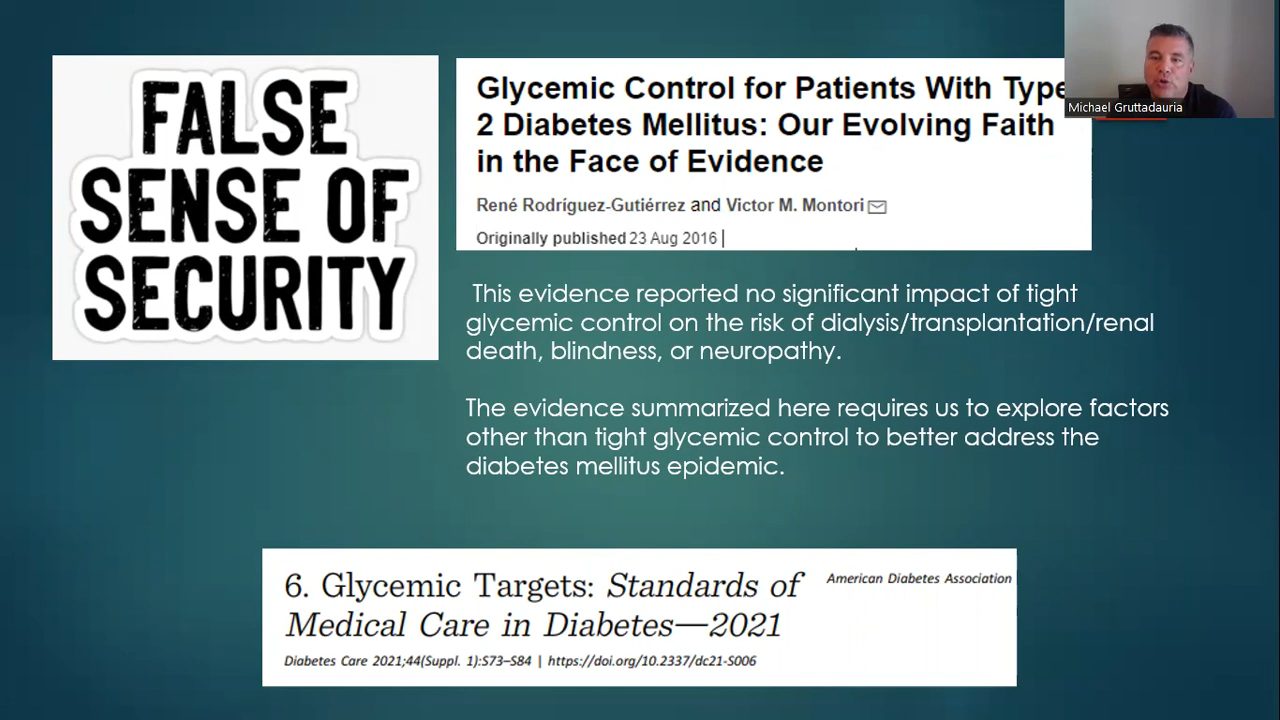 FALSE
SENSE OF
SECURITY
Glycemic Control for Patients With Type
2 Diabetes Mellitus: Our Evolving Faith
in the Face of Evidence
René Rodríguez-Gutiérrez and Victor M. Montori
Originally published 23 Aug 2016 |
Michael Gruttadauria
This evidence reported no significant impact of tight
glycemic control on the risk of dialysis/transplantation/renal
death, blindness, or neuropathy.
The evidence summarized here requires us to explore factors
other than tight glycemic control to better address the
diabetes mellitus epidemic.
6. Glycemic Targets: Standards of
Medical Care in Diabetes—2021
American Diabetes Association
Diabetes Care 2021;44(Suppl. 1):S73–S84 | https://doi.org/10.2337/dc21-S006